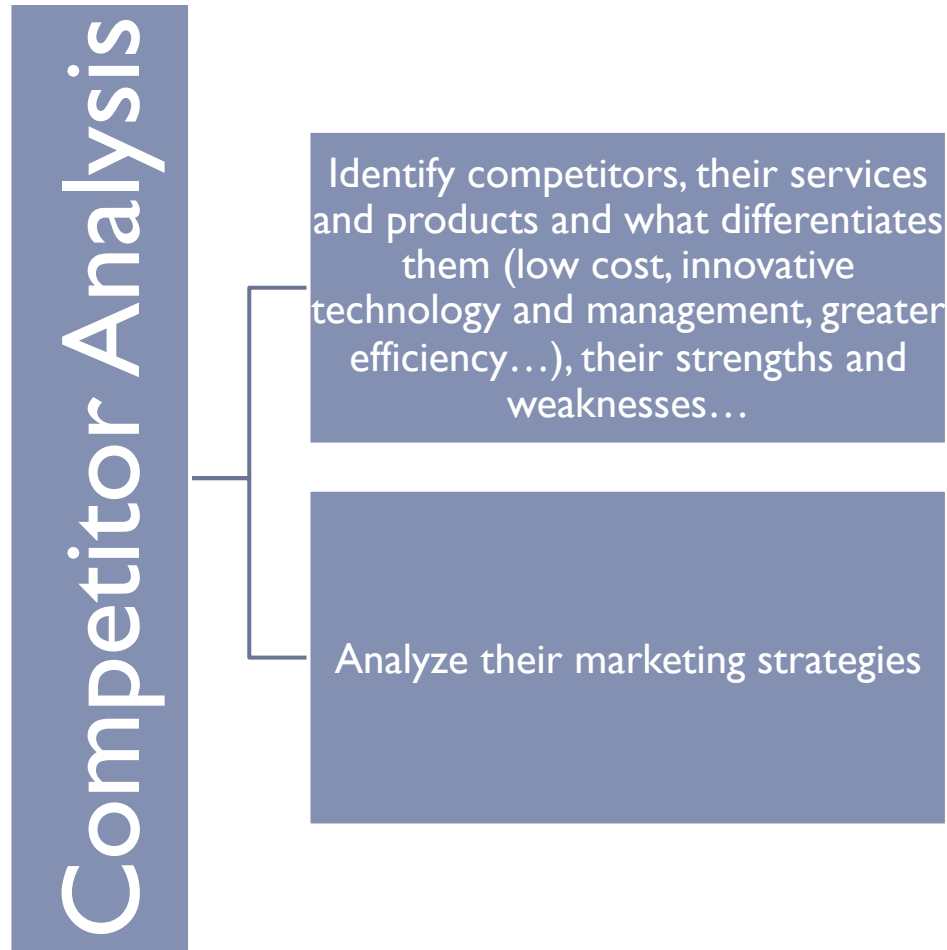 Competitor Analysis
Identify competitors, their services
and products and what differentiates
them (low cost, innovative
technology and management, greater
efficiency…), their strengths and
weaknesses…
Analyze their marketing strategies